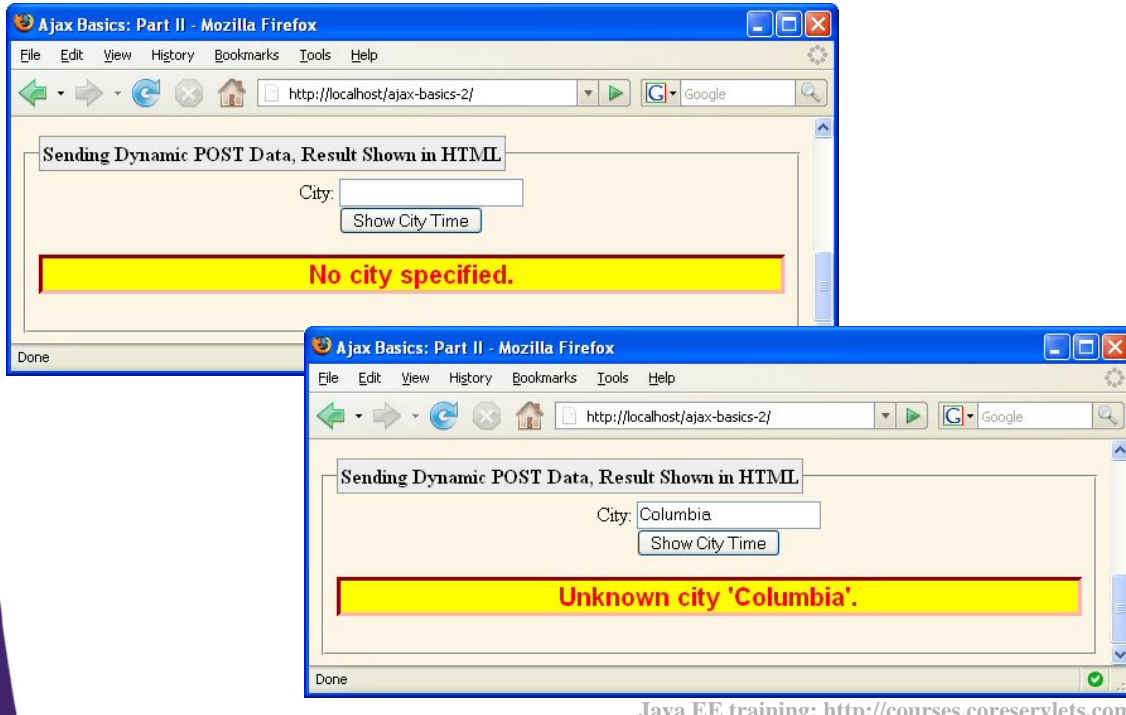 Ajax Basics: Part II - Mozilla Firefox
File Edit View History Bookmarks Tools Help
http://localhost/ajax-basics-2/
G Google
Sending Dynamic POST Data, Result Shown in HTML
City:
Show City Time
No city specified.
Done
Ajax Basics: Part II - Mozilla Firefox
File Edit View History Bookmarks Tools Help
http://localhost/ajax-basics-2/
G Google
Sending Dynamic POST Data, Result Shown in HTML
City: Columbia
Show City Time
Unknown city 'Columbia'.
Done
Java EE training: http://courses.coreservlets.com